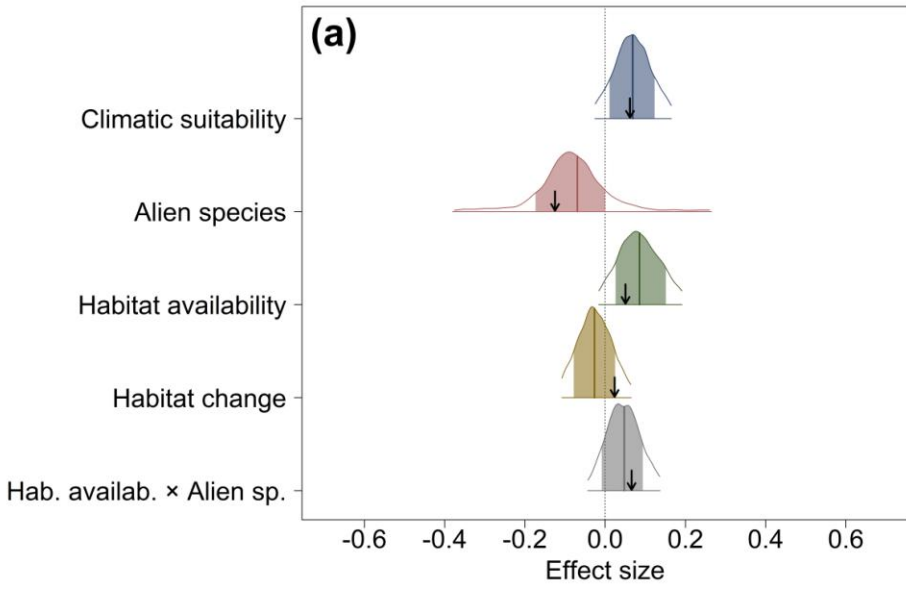 (a)
Climatic suitability
Alien species
Habitat availability
Habitat change
Hab. availab. × Alien sp.
-0.6 -0.4 -0.2 0.0 0.2 0.4 0.6
Effect size